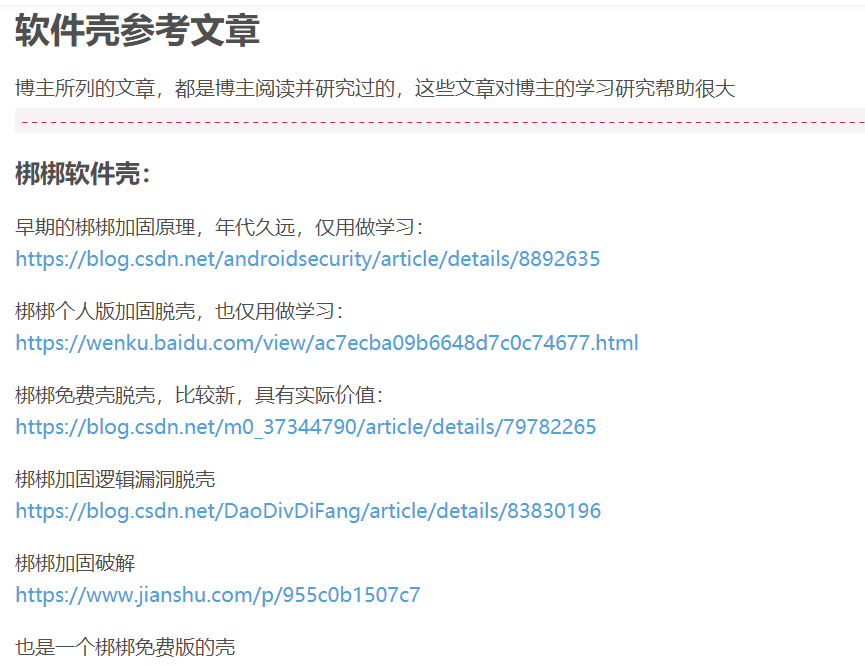 软件壳参考文章
博主所列的文章，都是博主阅读并研究过的，这些文章对博主的学习研究帮助很大
----------------------------------------------------------------------
梆梆软件壳：
早期的梆梆加固原理，年代久远，仅用做学习：
https://blog.csdn.net/androidsecurity/article/details/8892635
梆梆个人版加固脱壳，也仅用做学习：
https://wenku.baidu.com/view/ac7ecba09b6648d7c0c74677.html
梆梆免费壳脱壳，比较新，具有实际价值：
https://blog.csdn.net/m0_37344790/article/details/79782265
梆梆加固逻辑漏洞脱壳
https://blog.csdn.net/DaoDivDiFang/article/details/83830196
梆梆加固破解
https://www.jianshu.com/p/955c0b1507c7
也是一个梆梆免费版的壳